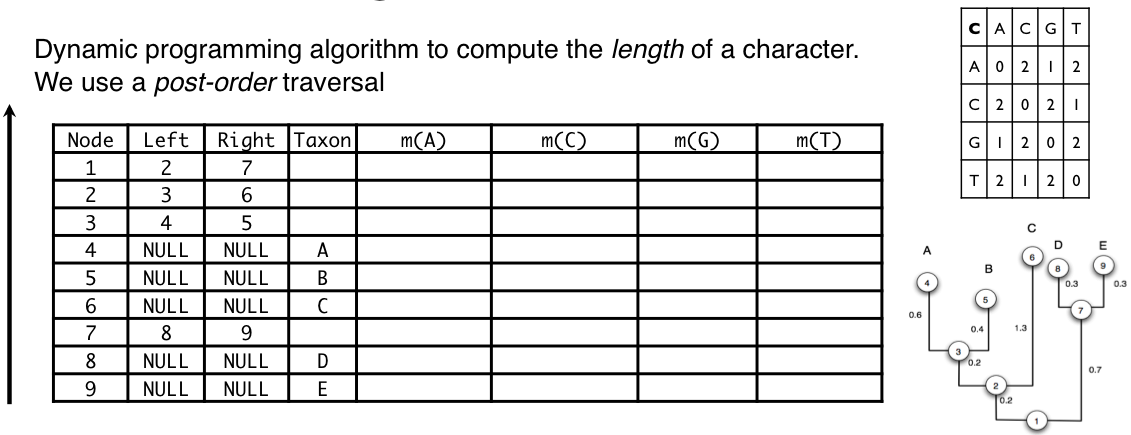 Dynamic programming algorithm to compute the length of a character.
We use a post-order traversal
Node Left Right Taxon m(A) m(C) m(G) m(T)
1 2 7
2 3 6
3 4 5
4 NULL NULL A
5 NULL NULL B
6 NULL NULL C
7 8 9
8 NULL NULL D
9 NULL NULL E
C A C G T
A 0 2 1 2
C 2 0 2 1
G 1 2 0 2
T 2 1 2 0
C
A D E
B
6
8 9
4 0.3 0.3
5
0.6 7
0.4 1.3
3
0.2
0.7
2
0.2
1